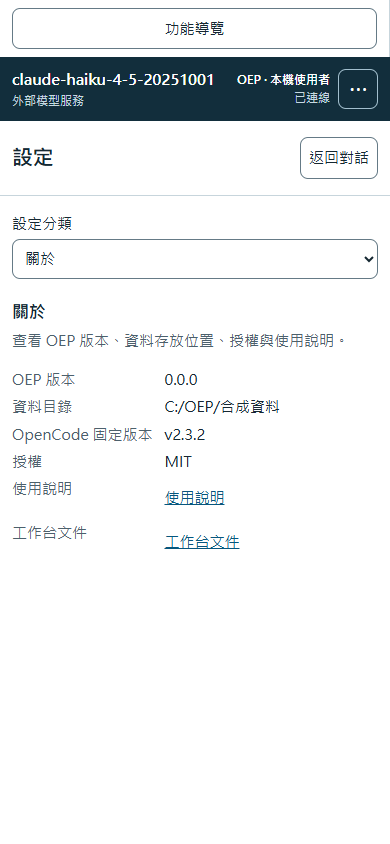 功能導覽
claude-haiku-4-5-20251001
外部模型服務
OEP · 本機使用者
已連線
···
設定
返回對話
設定分類
關於
關於
查看 OEP 版本、資料存放位置、授權與使用說明。
OEP 版本 0.0.0
資料目錄 C:/OEP/合成資料
OpenCode 固定版本 v2.3.2
授權 MIT
使用說明 使用說明
工作台文件 工作台文件